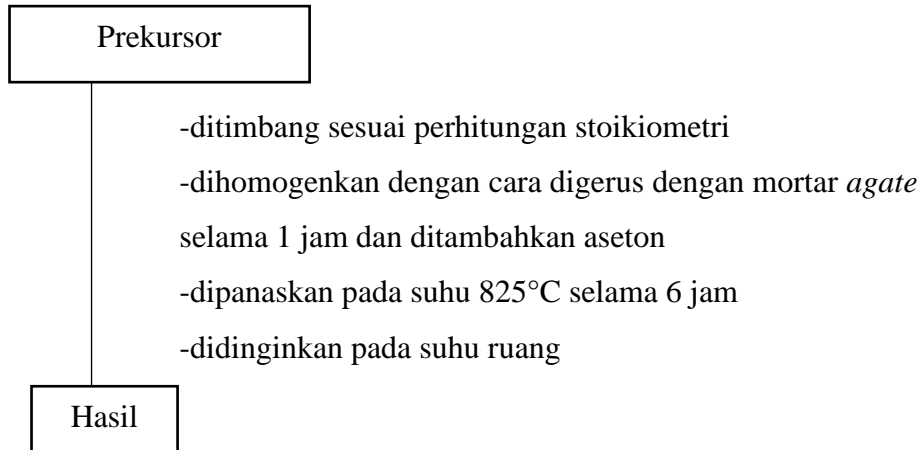 Prekursor
-ditimbang sesuai perhitungan stoikiometri
-dihomogenkan dengan cara digerus dengan mortar agate
selama 1 jam dan ditambahkan aseton
-dipanaskan pada suhu 825°C selama 6 jam
-didinginkan pada suhu ruang
Hasil